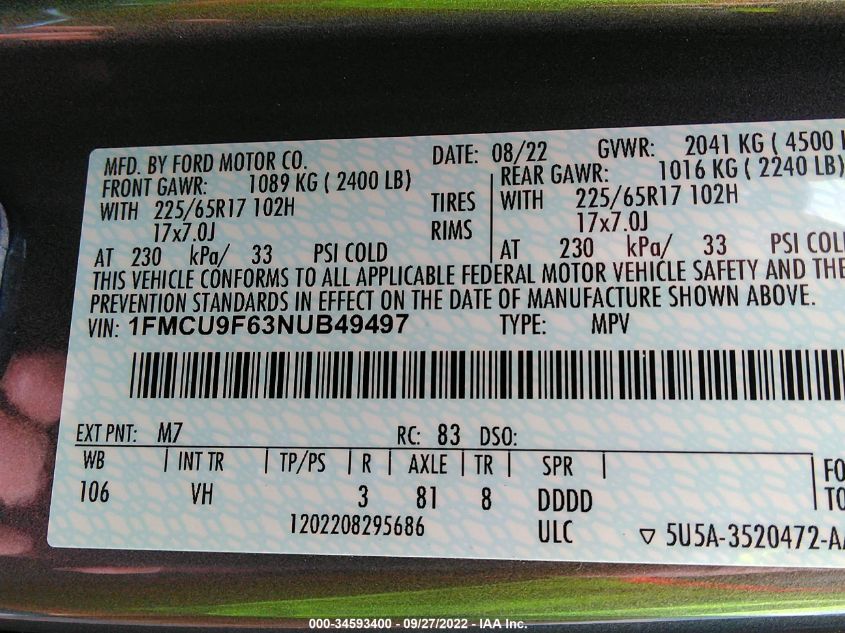 MFD. BY FORD MOTOR CO. DATE: 08/22 GVWR: 2041 KG ( 4500
FRONT GAWR: 1089 KG ( 2400 LB) REAR GAWR: 1016 KG ( 2240 LB)
WITH 225/65R17 102H TIRES WITH 225/65R17 102H
17x7.0J RIMS 17x7.0J
AT 230 kPa/ 33 PSI COLD AT 230 kPa/ 33 PSI COL
THIS VEHICLE CONFORMS TO ALL APPLICABLE FEDERAL MOTOR VEHICLE SAFETY AND THE
PREVENTION STANDARDS IN EFFECT ON THE DATE OF MANUFACTURE SHOWN ABOVE.
VIN: 1FMCU9F63NUB49497 TYPE: MPV
EXT PNT: M7 RC: 83 DSO:
WB INT TR TP/PS R AXLE TR SPR FO
106 VH 3 81 8 DDDD TO
1202208295686 ULC ▽ 5U5A-3520472-A
000-34593400 - 09/27/2022 - IAA Inc.